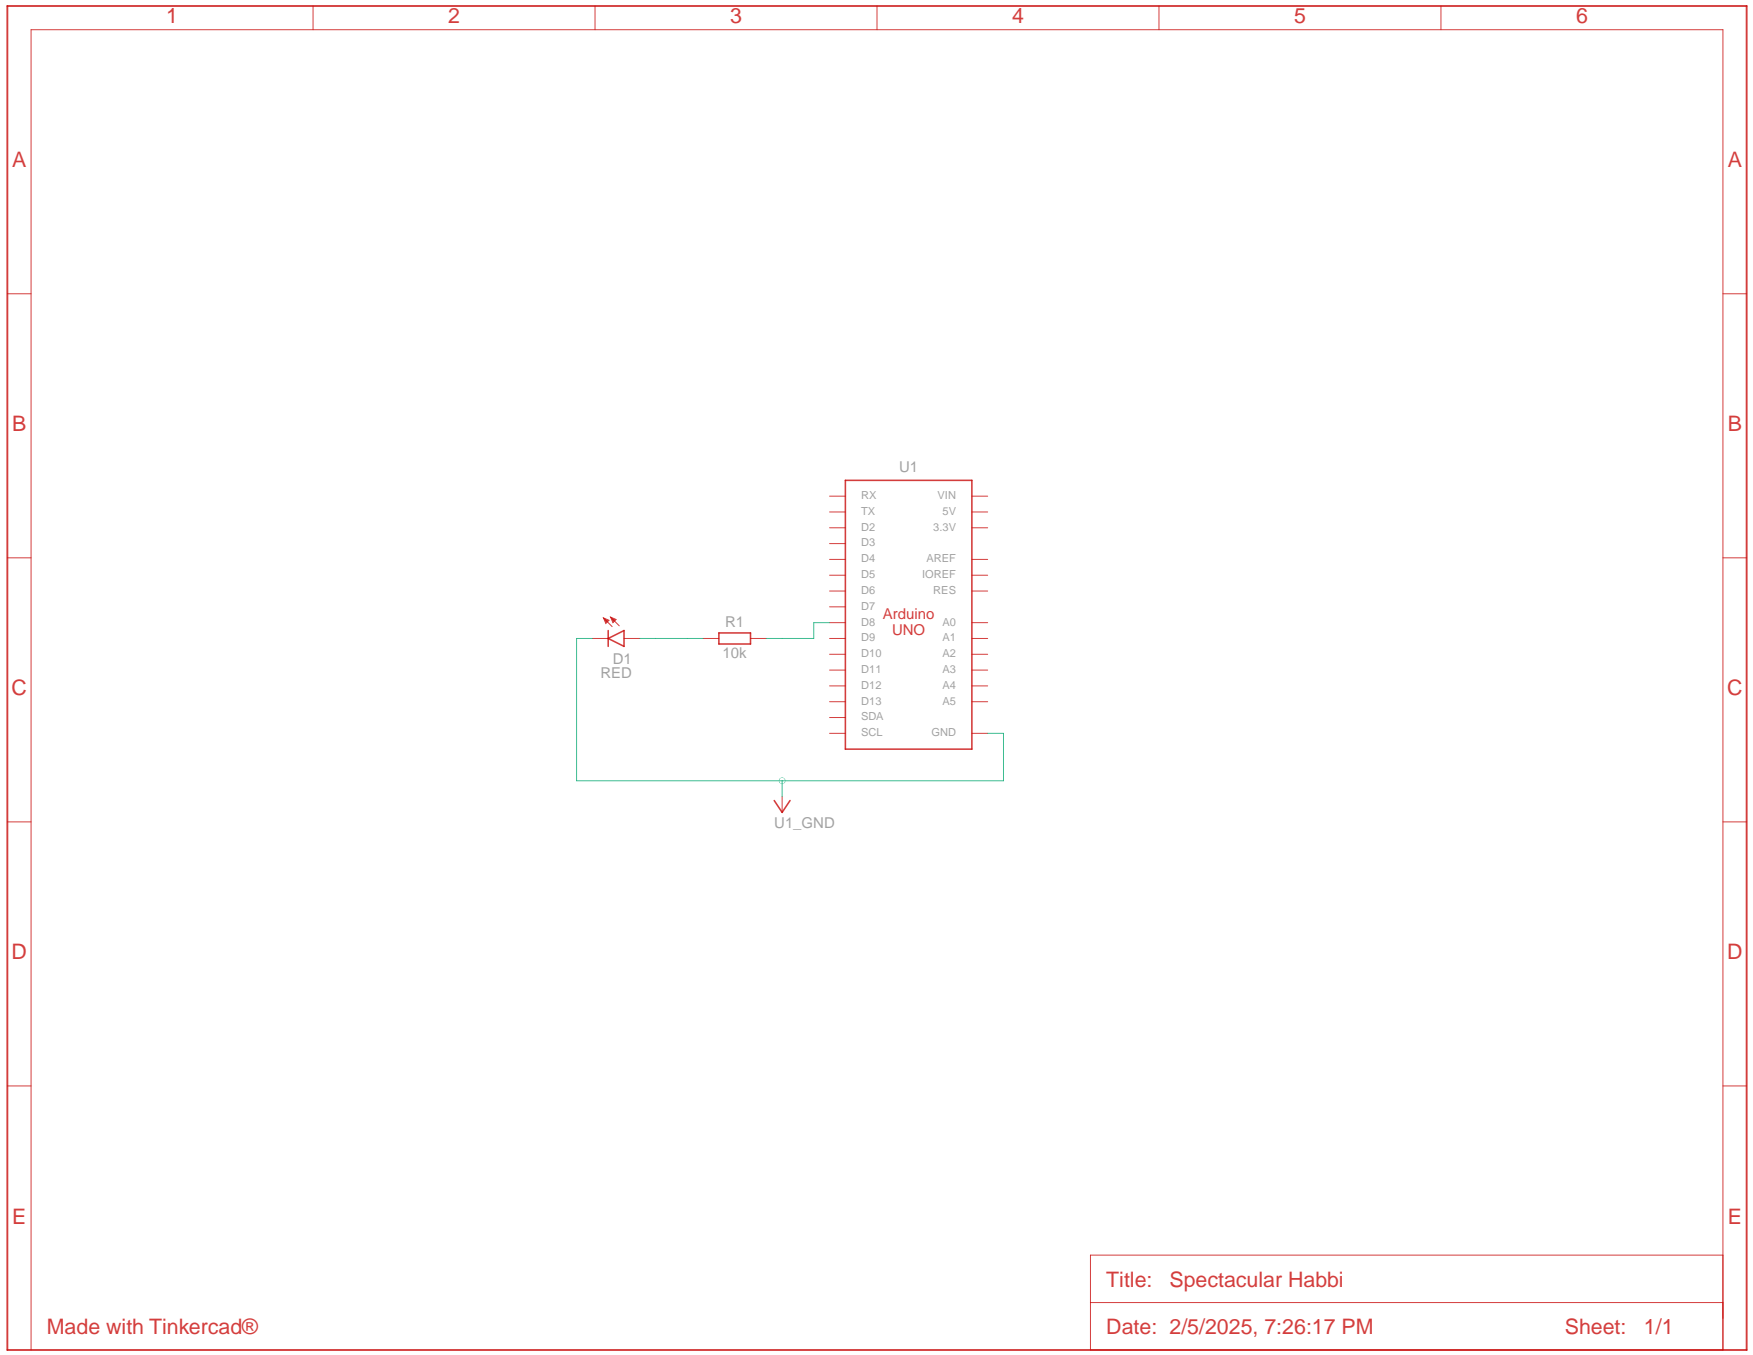 1 2 3 4 5 6
A A
B B
U1
RX VIN
TX 5V
D2 3.3V
D3
D4 AREF
D5 IOREF
D6 RES
D7
Arduino
UNO
D8 A0
D9 A1
D10 A2
D11 A3
D12 A4
D13 A5
SDA
SCL GND
R1
10k
D1
RED
C C
U1_GND
D D
E E
Title: Spectacular Habbi
Date: 2/5/2025, 7:26:17 PM Sheet: 1/1
Made with Tinkercad®